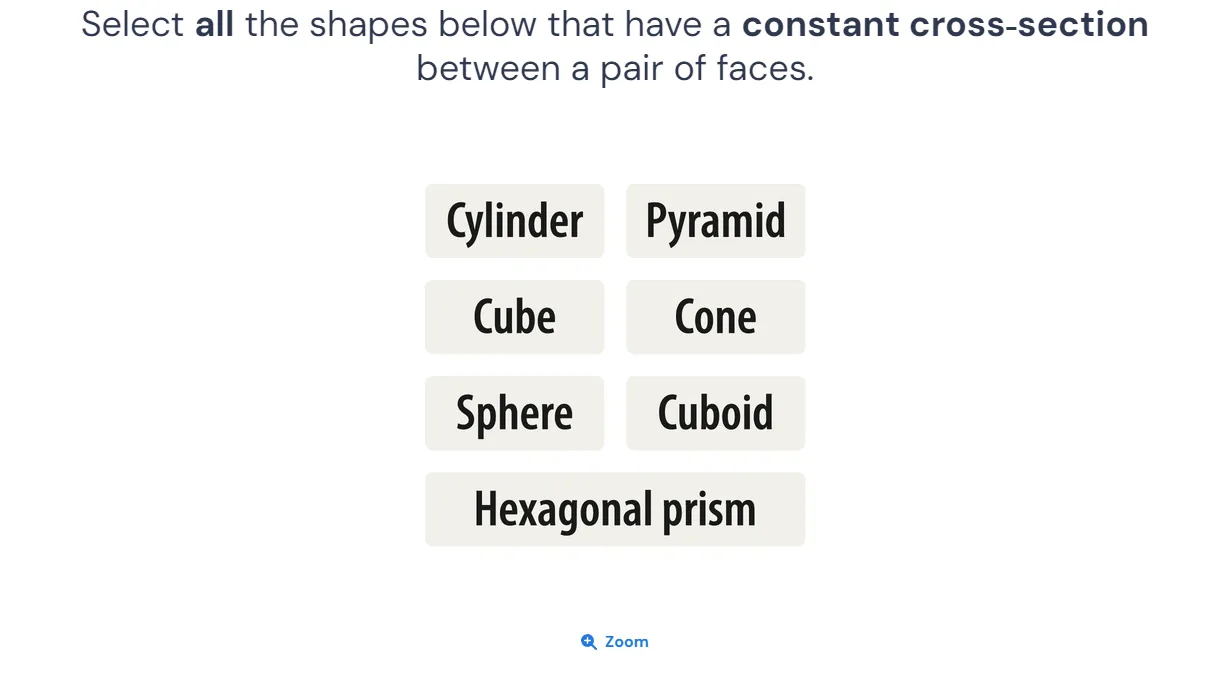 Select all the shapes below that have a constant cross-section
between a pair of faces.
Cylinder
Pyramid
Cube
Cone
Sphere
Cuboid
Hexagonal prism
Zoom